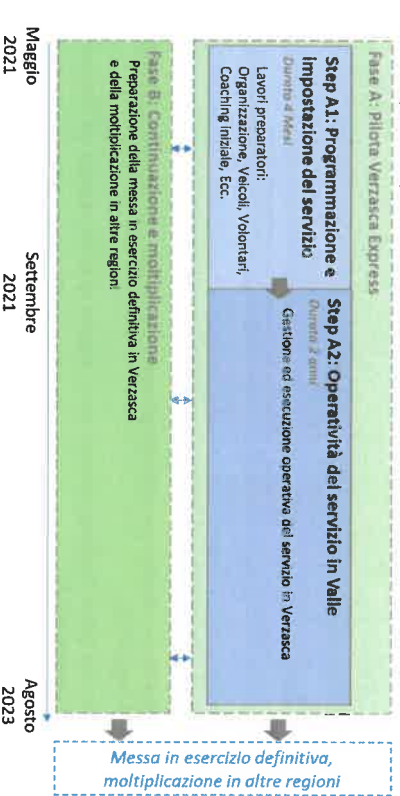 Fase A: Pilota Verzasca Express
Step A1: Programmazione e
impostazione del servizio
Durata 4 Mesi
Lavori preparatori:
Organizzazione, Veicoli, Volontari,
Coaching iniziale, Ecc.
Step A2: Operatività del servizio in Valle
Durata 2 anni
Gestione ed esecuzione operativa del servizio in Verzasca
Fase B: Continuazione e moltiplicazione
Preparazione della messa in esercizio definitiva in Verzasca
e della moltiplicazione in altre regioni
Maggio
2021
Settembre
2021
Agosto
2023
Messa in esercizio definitiva,
moltiplicazione in altre regioni